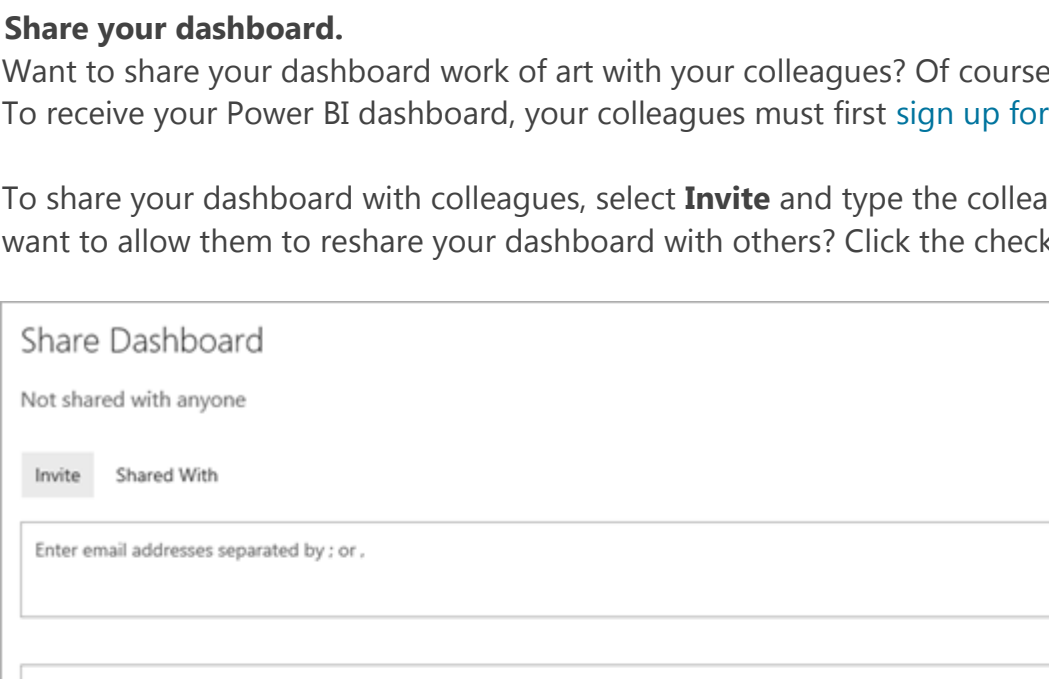 Share your dashboard.
Want to share your dashboard work of art with your colleagues? Of course
To receive your Power BI dashboard, your colleagues must first sign up for
To share your dashboard with colleagues, select Invite and type the collea
want to allow them to reshare your dashboard with others? Click the check
Share Dashboard
Not shared with anyone
Invite Shared With
Enter email addresses separated by ; or ,